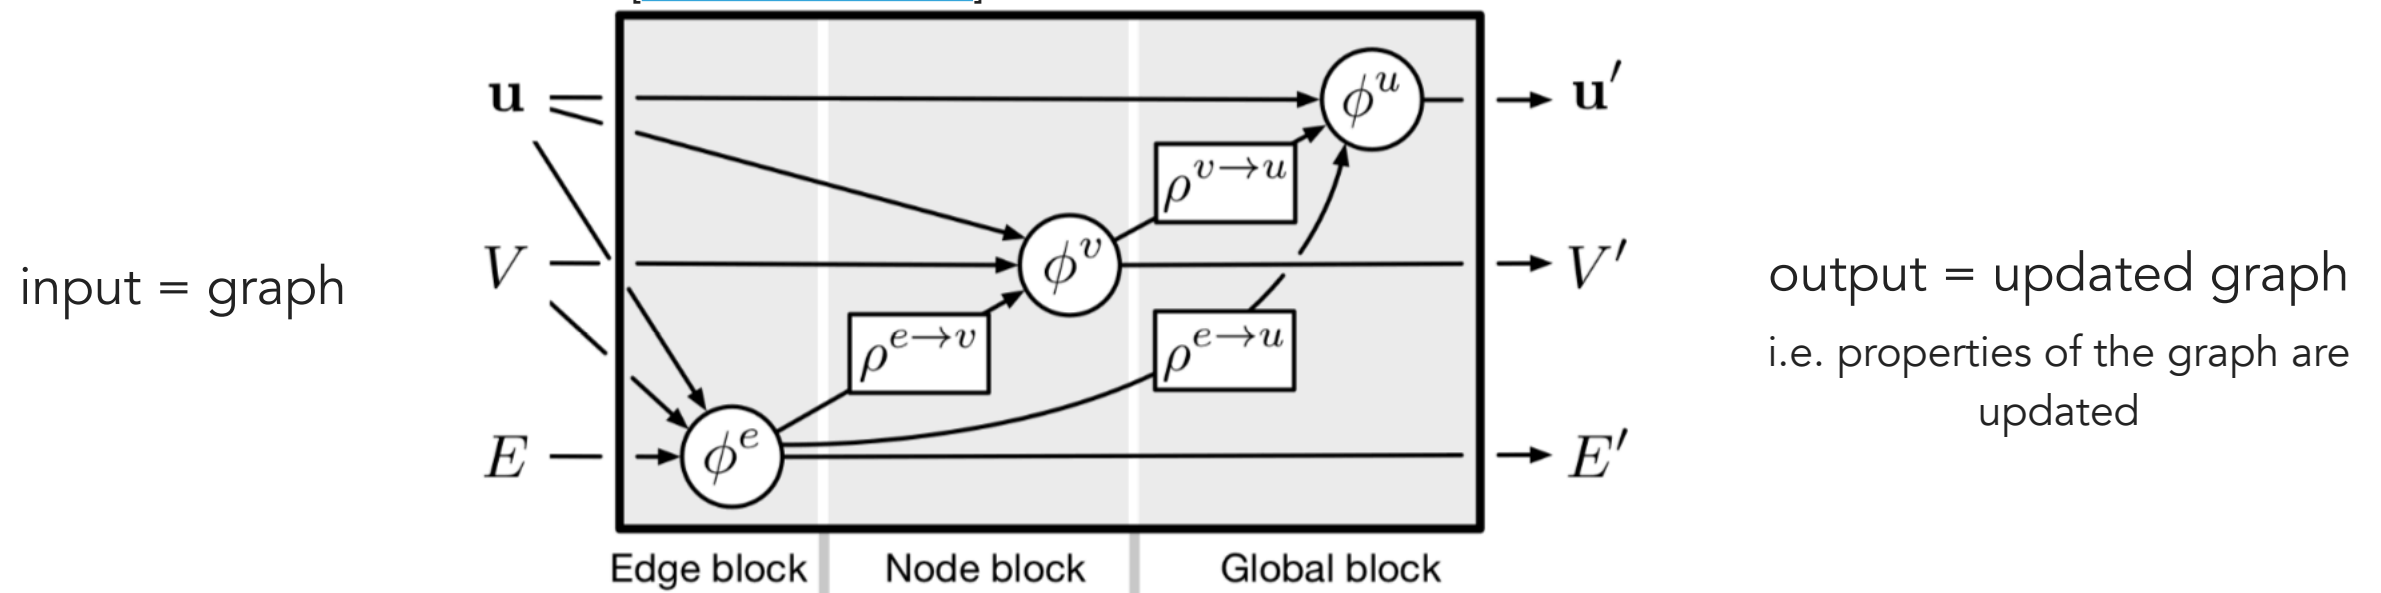 u
u′
ϕ^u
ρ^{v→u}
V
ϕ^v
V′
input = graph
output = updated graph
ρ^{e→v}
ρ^{e→u}
i.e. properties of the graph are
updated
E
ϕ^e
E′
Edge block
Node block
Global block